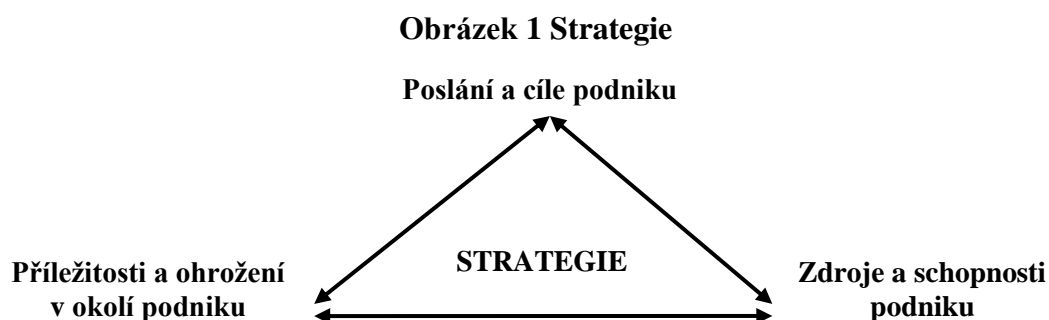 Obrázek 1 Strategie
Poslání a cíle podniku
STRATEGIE
Příležitosti a ohrožení
v okolí podniku
Zdroje a schopnosti
podniku